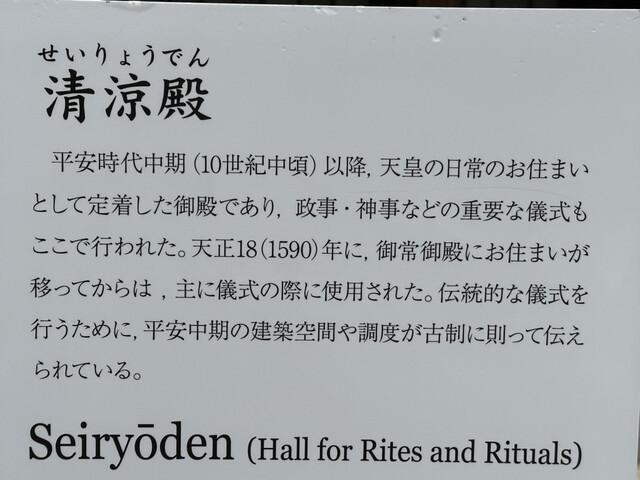 せいりょうでん
清涼殿
平安時代中期（10世紀中頃）以降，天皇の日常のお住まい
として定着した御殿であり，政事・神事などの重要な儀式も
ここで行われた。天正18（1590）年に，御常御殿にお住まいが
移ってからは，主に儀式の際に使用された。伝統的な儀式を
行うために，平安中期の建築空間や調度が古制に則って伝え
られている。
Seiryōden (Hall for Rites and Rituals)